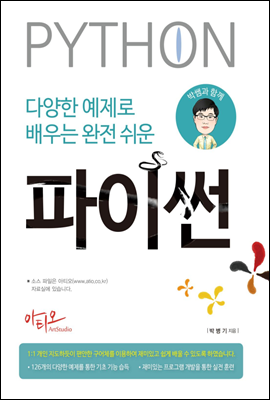 PYTHON
박쌤과 함께
다양한 예제로
배우는 완전 쉬운
파이썬
● 소스 파일은 아티오(www.atio.co.kr)
자료실에 있습니다.
아티오
ArtStudio
| 박병기 지음 |
1:1 개인 지도하듯이 편안한 구어체를 이용하여 재미있고 쉽게 배울 수 있도록 하였습니다.
• 126개의 다양한 예제를 통한 기초 기능 습득 • 재미있는 프로그램 개발을 통한 실전 훈련